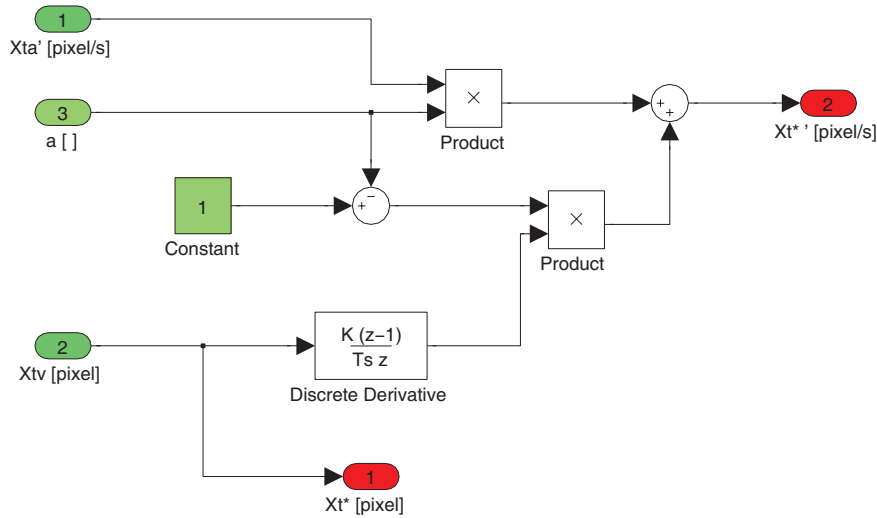 1
Xta' [pixel/s]
3
a [ ]
×
Product
+
+
2
Xt* ' [pixel/s]
1
Constant
+
−
×
Product
2
Xtv [pixel]
K (z−1)
Ts z
Discrete Derivative
1
Xt* [pixel]